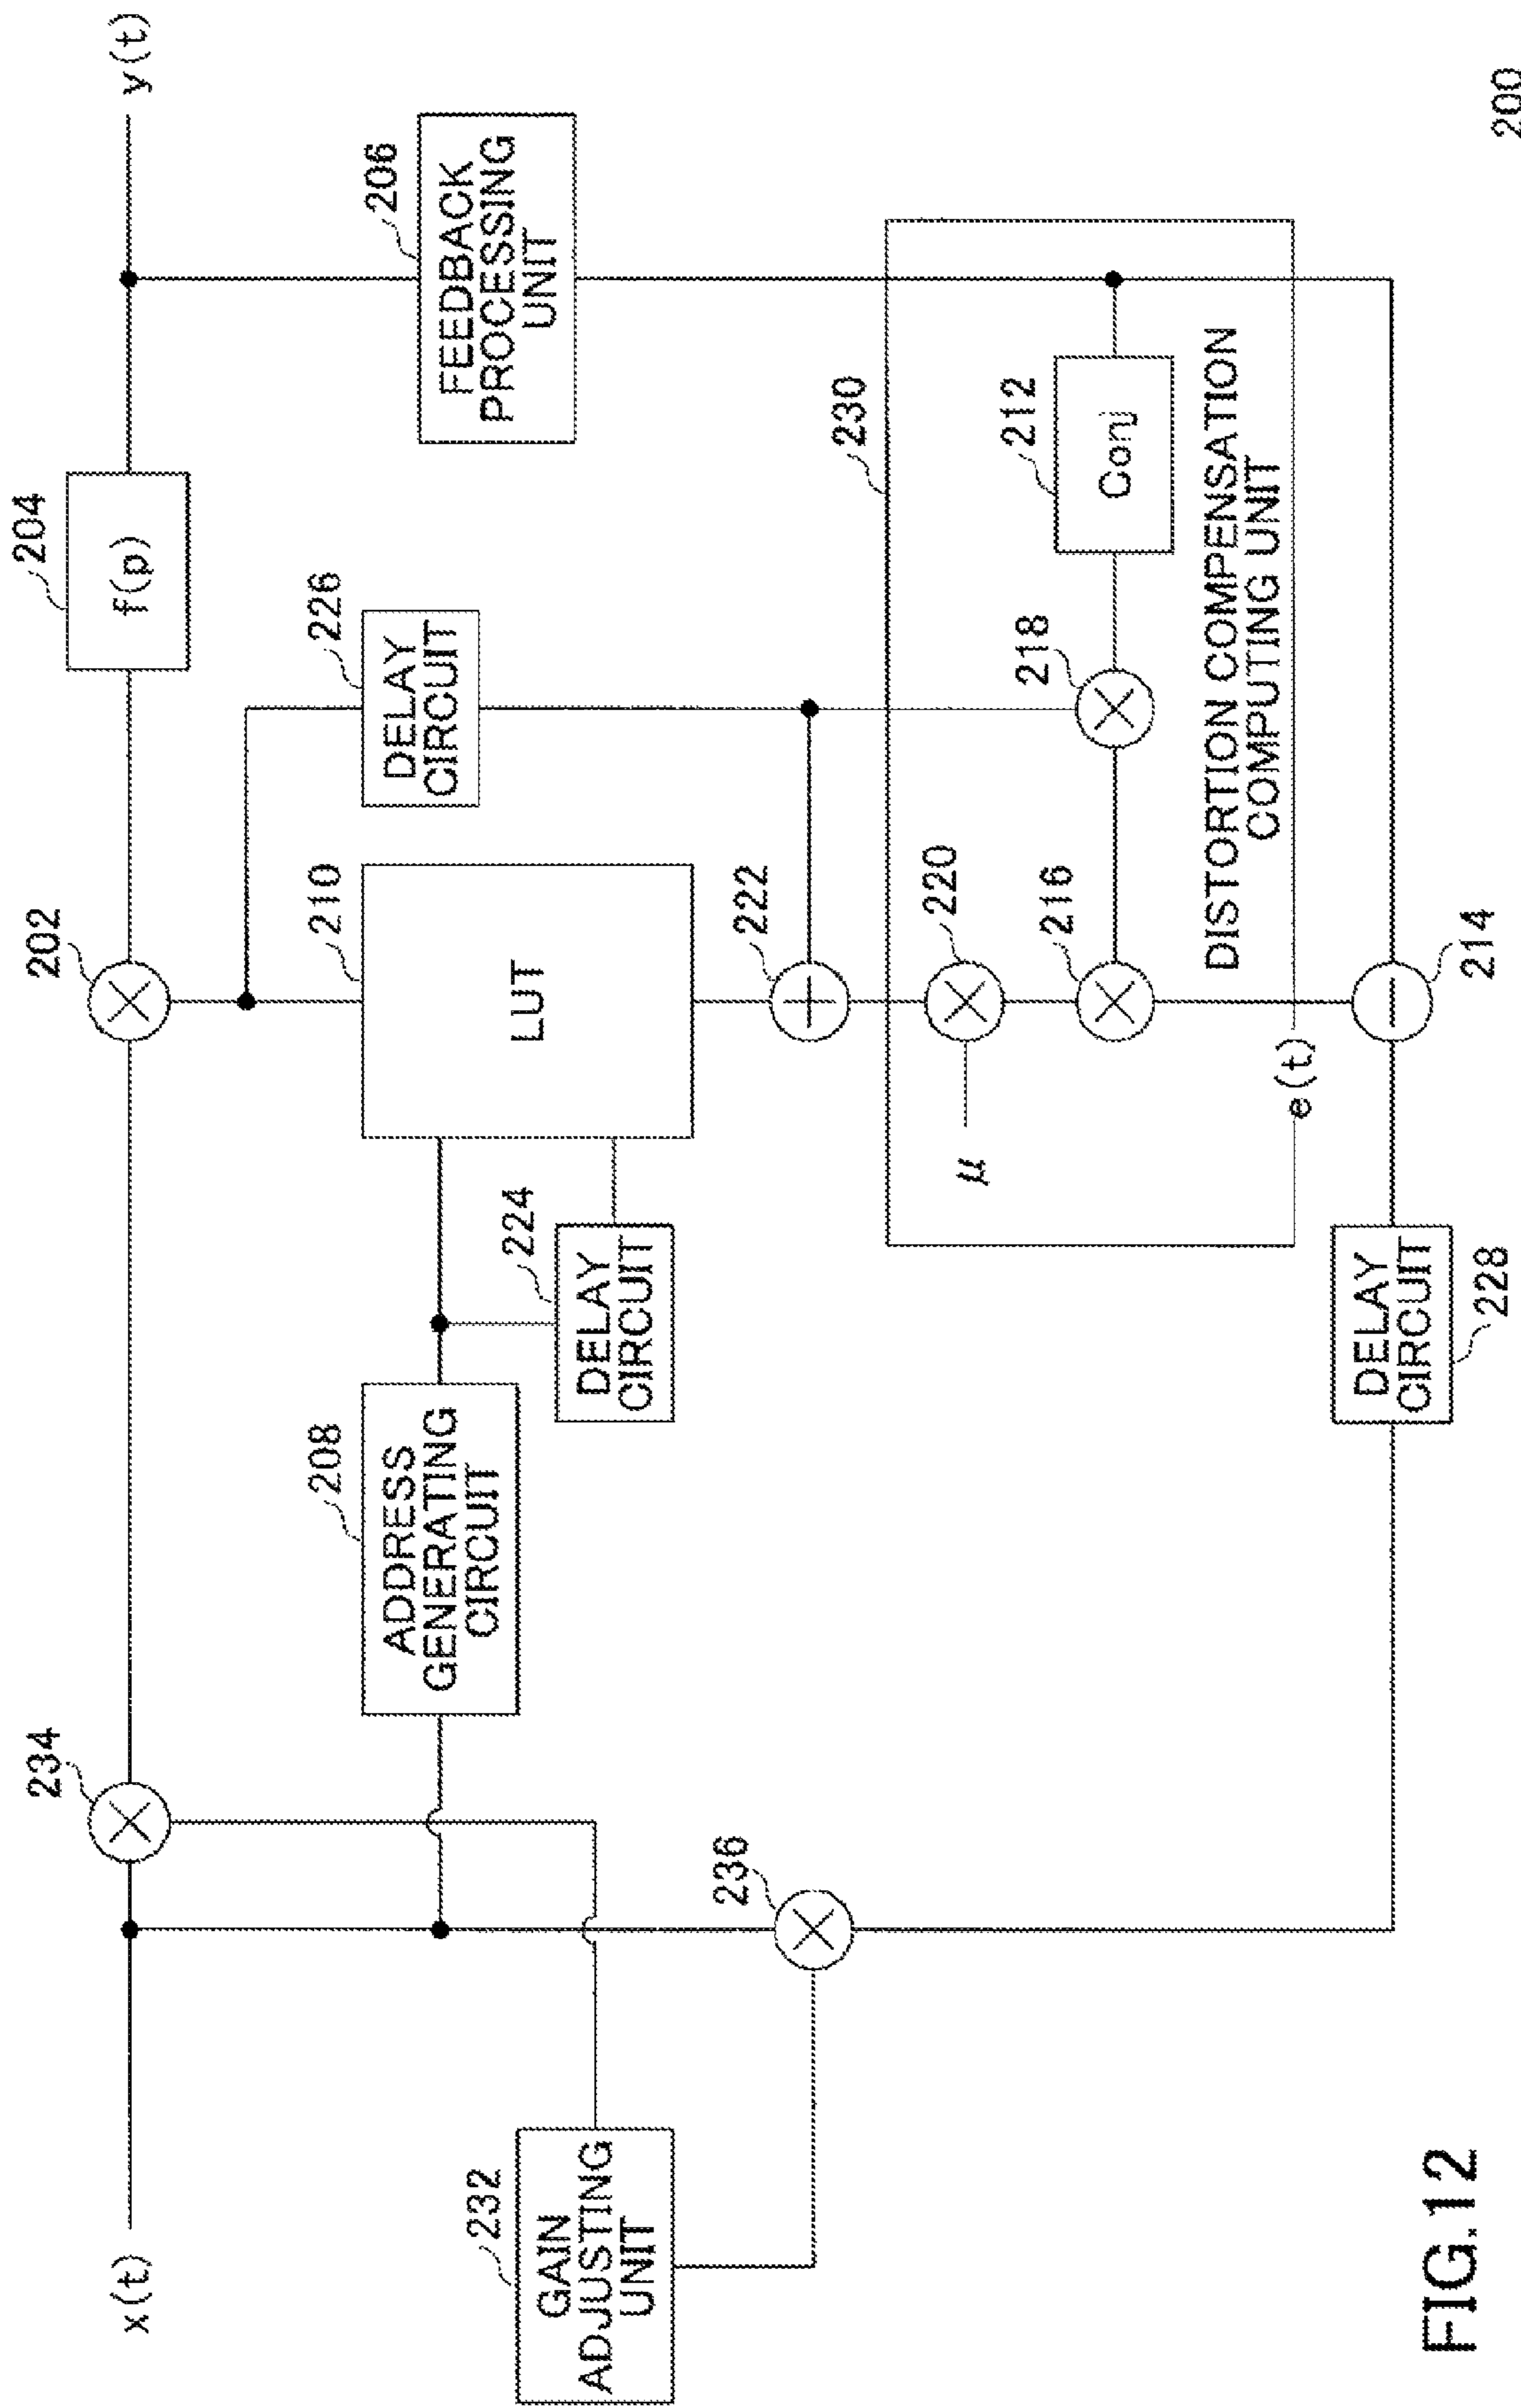 x(t)
234
202
204
f(p)
y(t)
232
GAIN
ADJUSTING
UNIT
208
ADDRESS
GENERATING
CIRCUIT
210
LUT
226
DELAY
CIRCUIT
206
FEEDBACK
PROCESSING
UNIT
224
DELAY
CIRCUIT
236
222
230
220
μ
218
212
Conj
216
DISTORTION COMPENSATION
COMPUTING UNIT
e(t)
214
DELAY
CIRCUIT
228
FIG.12
200